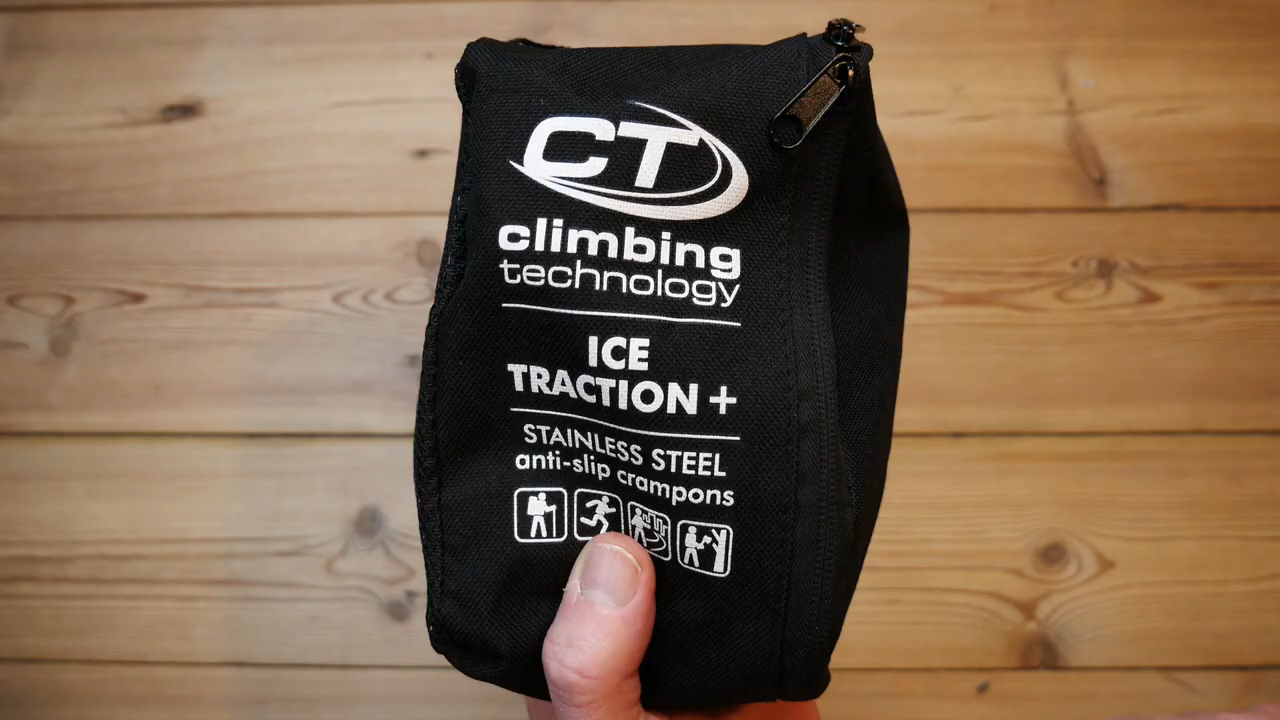 CT
climbing
technology
ICE
TRACTION +
STAINLESS STEEL
anti-slip crampons